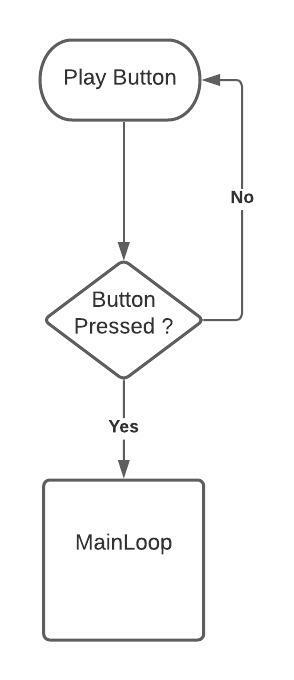 Play Button
No
Button
Pressed ?
Yes
MainLoop